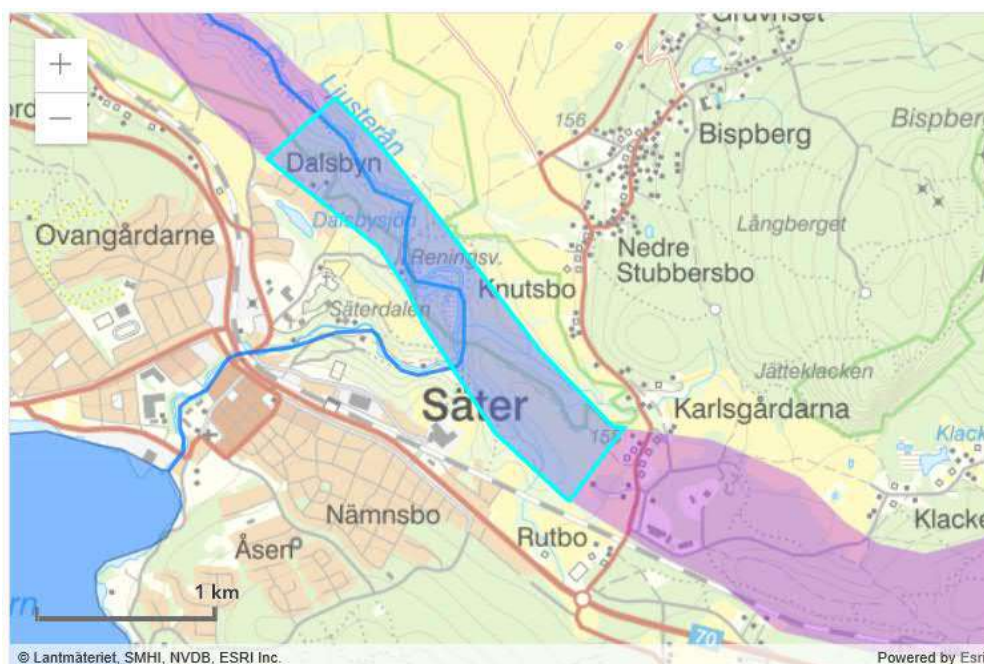 Gruvriset
+
−
Ljusterån
156
Bispberg
Bispberg
Dalsbyn
Långberget
Dalsbysjön
Ovangårdarne
Nedre
Stubbersbo
Reningsv.
Knutsbo
Säterdalen
Jätteklacken
Säter
Karlsgårdarna
155
Klack
Nämnsbo
Klacke
Rutbo
Åserf
1 km
70
© Lantmäteriet, SMHI, NVDB, ESRI Inc.
Powered by Esri